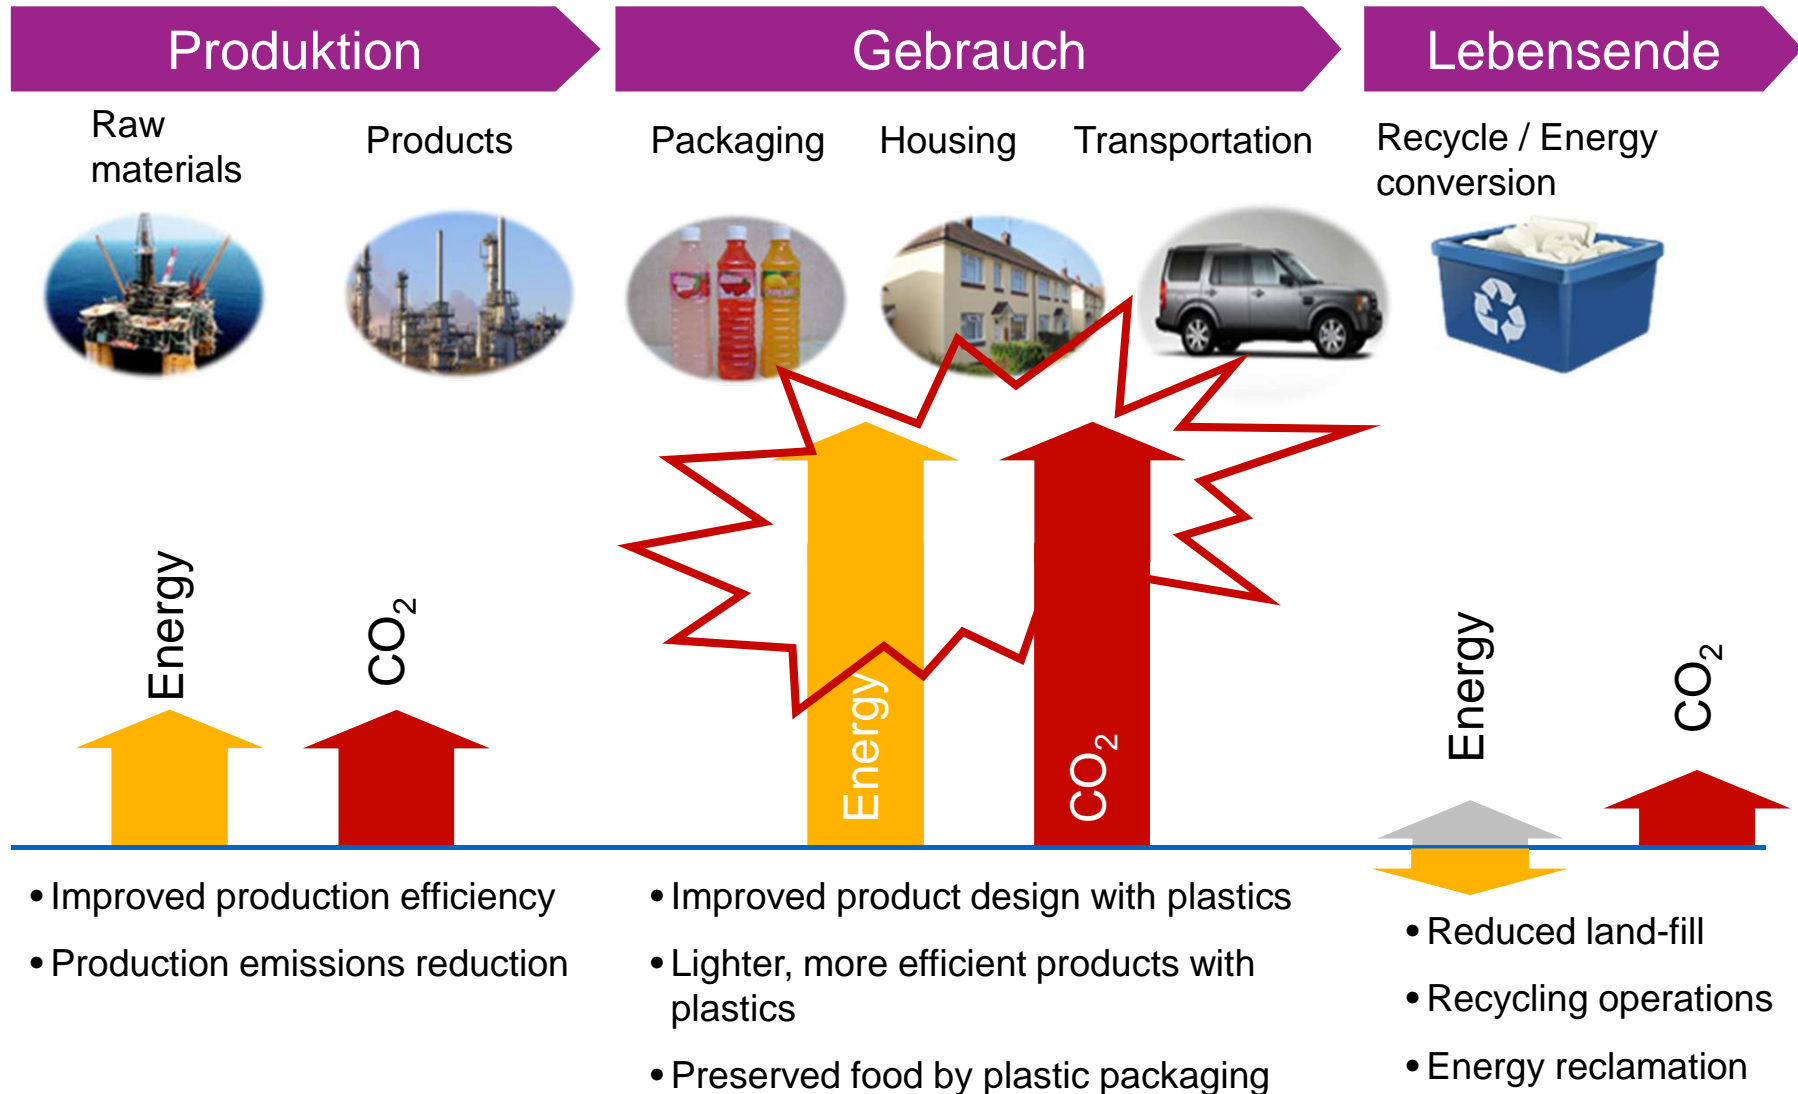 Produktion
Gebrauch
Lebensende
Raw
materials
Products
Packaging
Housing
Transportation
Recycle / Energy
conversion
Energy
CO₂
Energy
CO₂
Energy
CO₂
• Improved production efficiency
• Production emissions reduction
• Improved product design with plastics
• Lighter, more efficient products with
plastics
• Preserved food by plastic packaging
• Reduced land-fill
• Recycling operations
• Energy reclamation